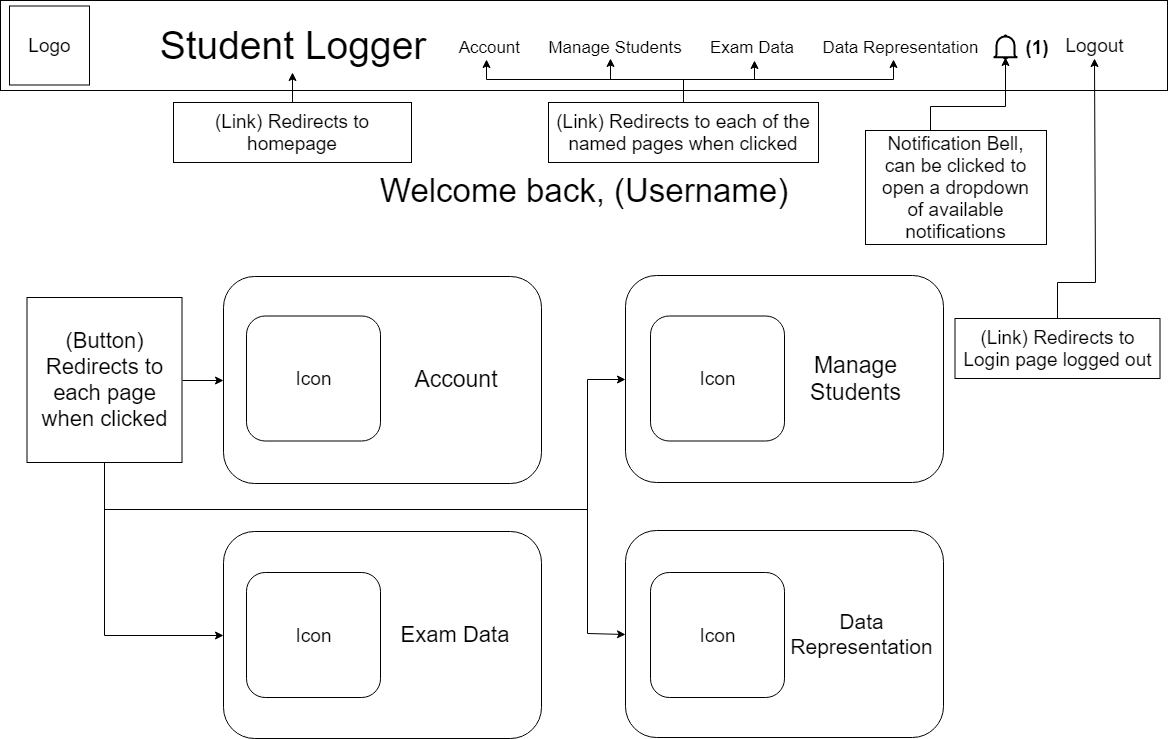 Logo
Student Logger
Account
Manage Students
Exam Data
Data Representation
(1)
Logout
(Link) Redirects to
homepage
(Link) Redirects to each of the
named pages when clicked
Notification Bell,
can be clicked to
open a dropdown
of available
notifications
Welcome back, (Username)
(Button)
Redirects to
each page
when clicked
Icon
Account
Icon
Manage
Students
(Link) Redirects to
Login page logged out
Icon
Exam Data
Icon
Data
Representation